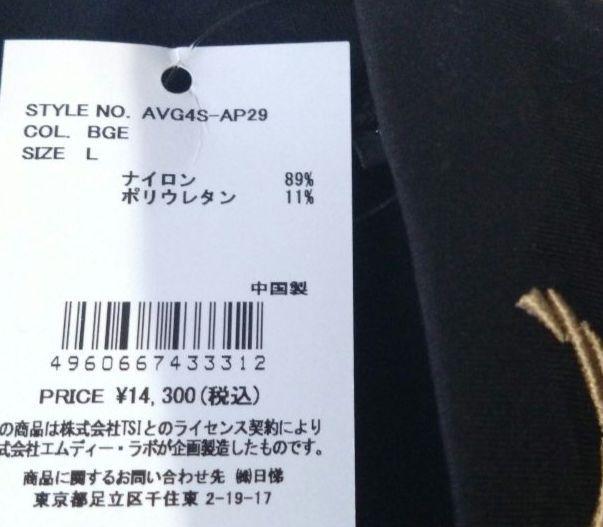 STYLE NO. AVG4S-AP29
COL. BGE
SIZE L
ナイロン 89%
ポリウレタン 11%
中国製
4960667433312
PRICE ¥14,300(税込)
の商品は株式会社TSIとのライセンス契約により
式会社エムディー・ラボが企画製造したものです。
商品に関するお問い合わせ先 ㈱日悌
東京都足立区千住東 2-19-17